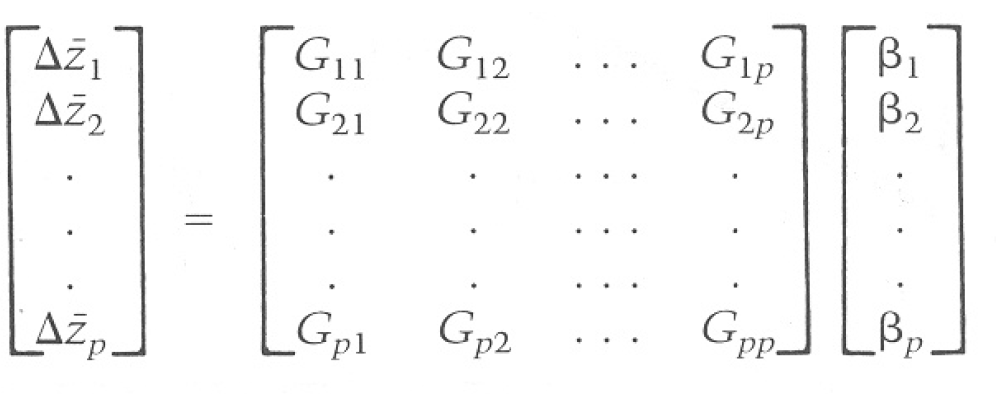 Δz̄₁ G₁₁ G₁₂ . . . G₁ₚ β₁
Δz̄₂ G₂₁ G₂₂ . . . G₂ₚ β₂
. . . . . . . .
. = . . . . . . .
. . . . . . . .
Δz̄ₚ Gₚ₁ Gₚ₂ . . . Gₚₚ βₚ